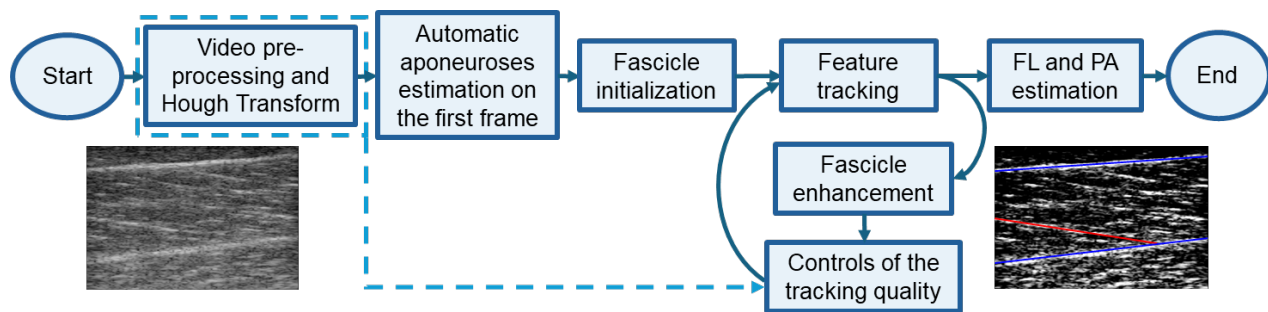 Start
Video pre-
processing and
Hough Transform
Automatic
aponeuroses
estimation on
the first frame
Fascicle
initialization
Feature
tracking
FL and PA
estimation
End
Fascicle
enhancement
Controls of the
tracking quality